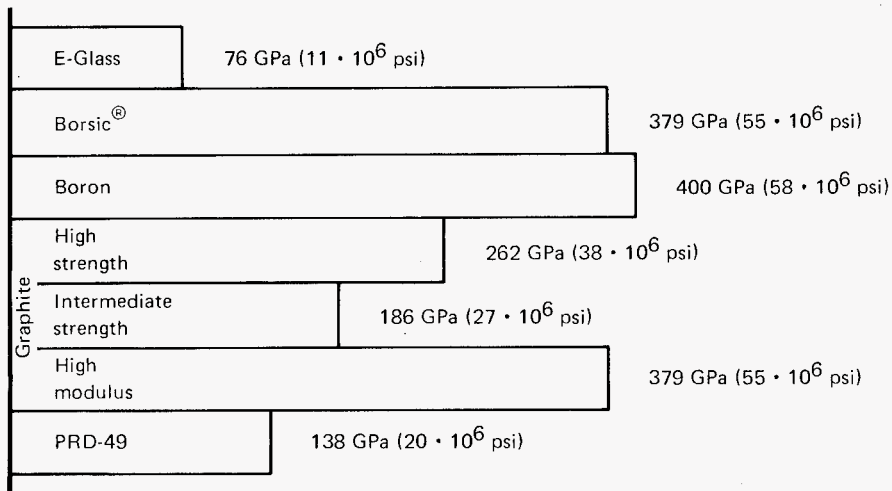 E-Glass 76 GPa (11 • 10⁶ psi)
Borsic® 379 GPa (55 • 10⁶ psi)
Boron 400 GPa (58 • 10⁶ psi)
Graphite
High
strength 262 GPa (38 • 10⁶ psi)
Intermediate
strength 186 GPa (27 • 10⁶ psi)
High
modulus 379 GPa (55 • 10⁶ psi)
PRD-49 138 GPa (20 • 10⁶ psi)